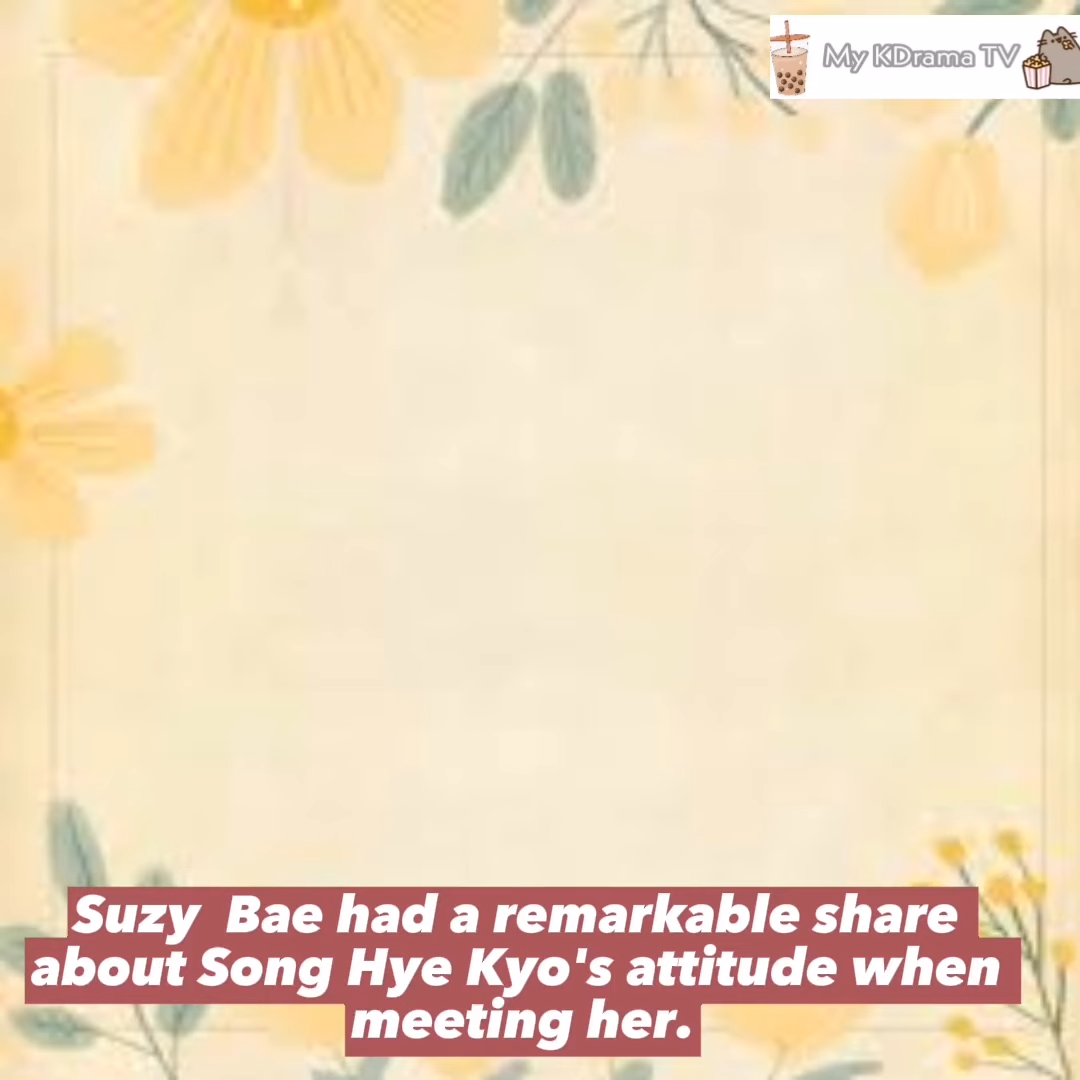 My KDrama TV
Suzy  Bae had a remarkable share
about Song Hye Kyo's attitude when
meeting her.